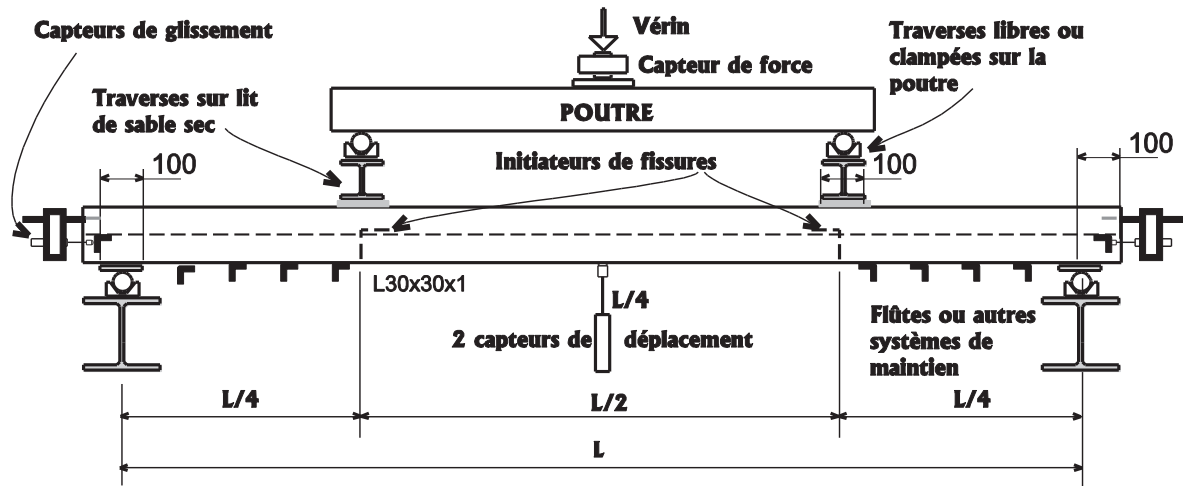 Capteurs de glissement
Vérin
Capteur de force
Traverses libres ou
clampées sur la
poutre
Traverses sur lit
de sable sec
POUTRE
Initiateurs de fissures
100
100
100
L30x30x1
L/4
2 capteurs de déplacement
Flûtes ou autres
systèmes de
maintien
L/4
L/2
L/4
L